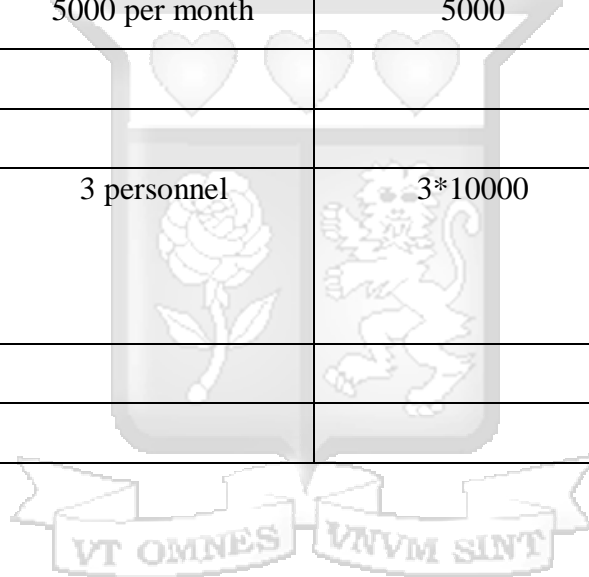 5000 per month 5000
3 personnel 3*10000
VT OMNES VNVM SINT